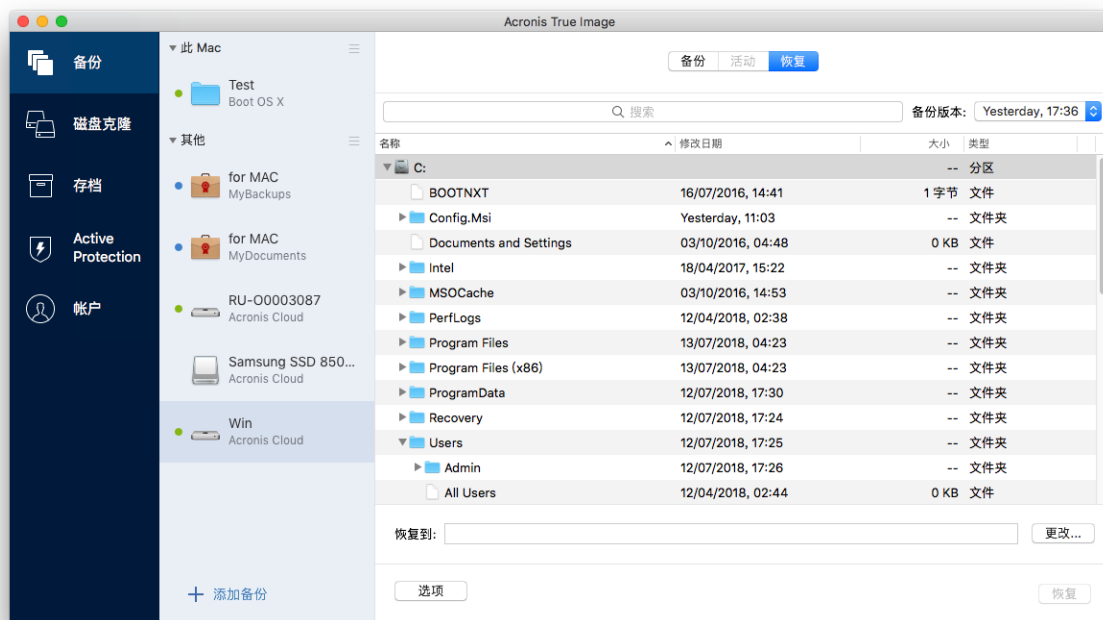 Acronis True Image
备份
磁盘克隆
存档
Active
Protection
帐户
此 Mac
Test
Boot OS X
其他
for MAC
MyBackups
for MAC
MyDocuments
RU-O0003087
Acronis Cloud
Samsung SSD 850...
Acronis Cloud
Win
Acronis Cloud
添加备份
备份 活动 恢复
搜索 备份版本: Yesterday, 17:36
名称 修改日期 大小 类型
C: -- 分区
BOOTNXT 16/07/2016, 14:41 1 字节 文件
Config.Msi Yesterday, 11:03 -- 文件夹
Documents and Settings 03/10/2016, 04:48 0 KB 文件
Intel 18/04/2017, 15:22 -- 文件夹
MSOCache 03/10/2016, 14:53 -- 文件夹
PerfLogs 12/04/2018, 02:38 -- 文件夹
Program Files 13/07/2018, 04:23 -- 文件夹
Program Files (x86) 13/07/2018, 04:23 -- 文件夹
ProgramData 12/07/2018, 17:30 -- 文件夹
Recovery 12/07/2018, 17:24 -- 文件夹
Users 12/07/2018, 17:25 -- 文件夹
Admin 12/07/2018, 17:26 -- 文件夹
All Users 12/04/2018, 02:44 0 KB 文件
恢复到: 更改...
选项 恢复